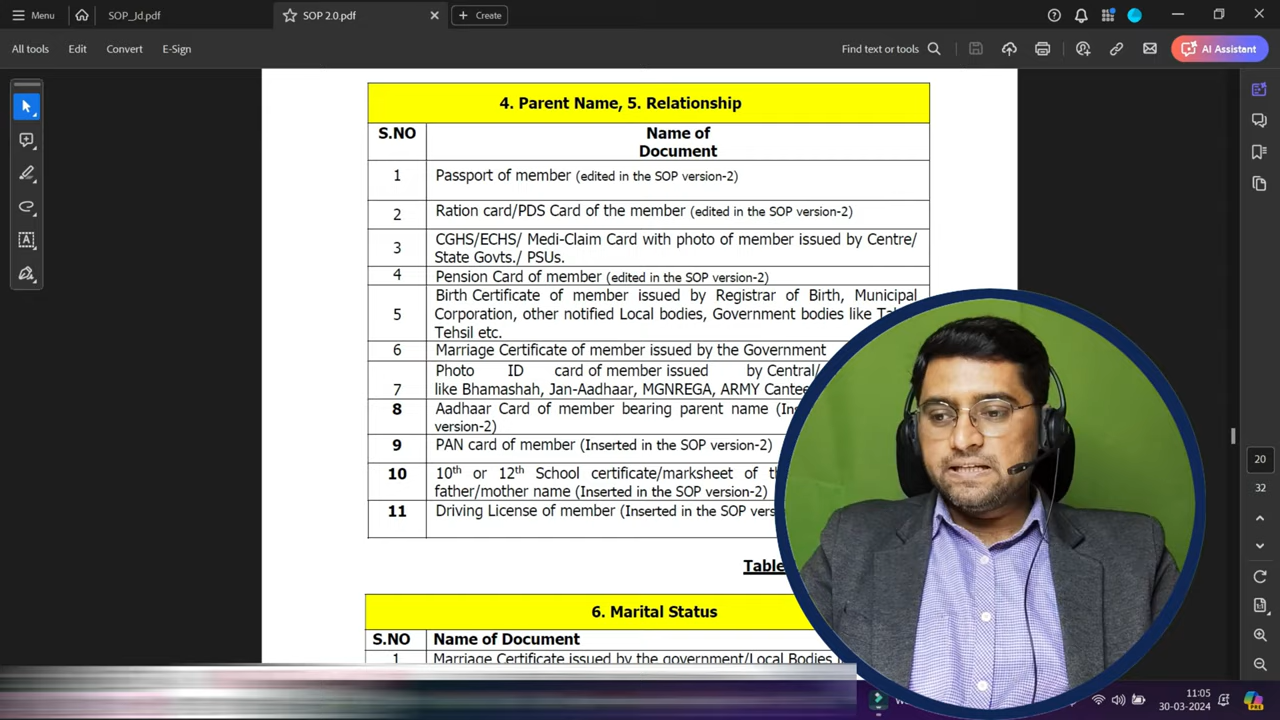 Menu
SOP_Jd.pdf
SOP 2.0.pdf
Create
All tools
Edit
Convert
E-Sign
Find text or tools
AI Assistant
4. Parent Name, 5. Relationship
S.NO
Name of
Document
1
Passport of member (edited in the SOP version-2)
2
Ration card/PDS Card of the member (edited in the SOP version-2)
3
CGHS/ECHS/ Medi-Claim Card with photo of member issued by Centre/
State Govts./ PSUs.
4
Pension Card of member (edited in the SOP version-2)
5
Birth Certificate of member issued by Registrar of Birth, Municipal
Corporation, other notified Local bodies, Government bodies like
Tehsil etc.
6
Marriage Certificate of member issued by the Government
7
Photo ID card of member issued by Central/
like Bhamashah, Jan-Aadhaar, MGNREGA, ARMY
8
Aadhaar Card of member bearing parent name
version-2)
9
PAN card of member (Inserted in the SOP version-2)
10
10th or 12th School certificate/marksheet of
father/mother name (Inserted in the SOP version-2)
11
Driving License of member (Inserted in the SOP
Table
6. Marital Status
S.NO
Name of Document
1
Marriage Certificate issued by the government/Local Bodies
20
32
11:05
30-03-2024